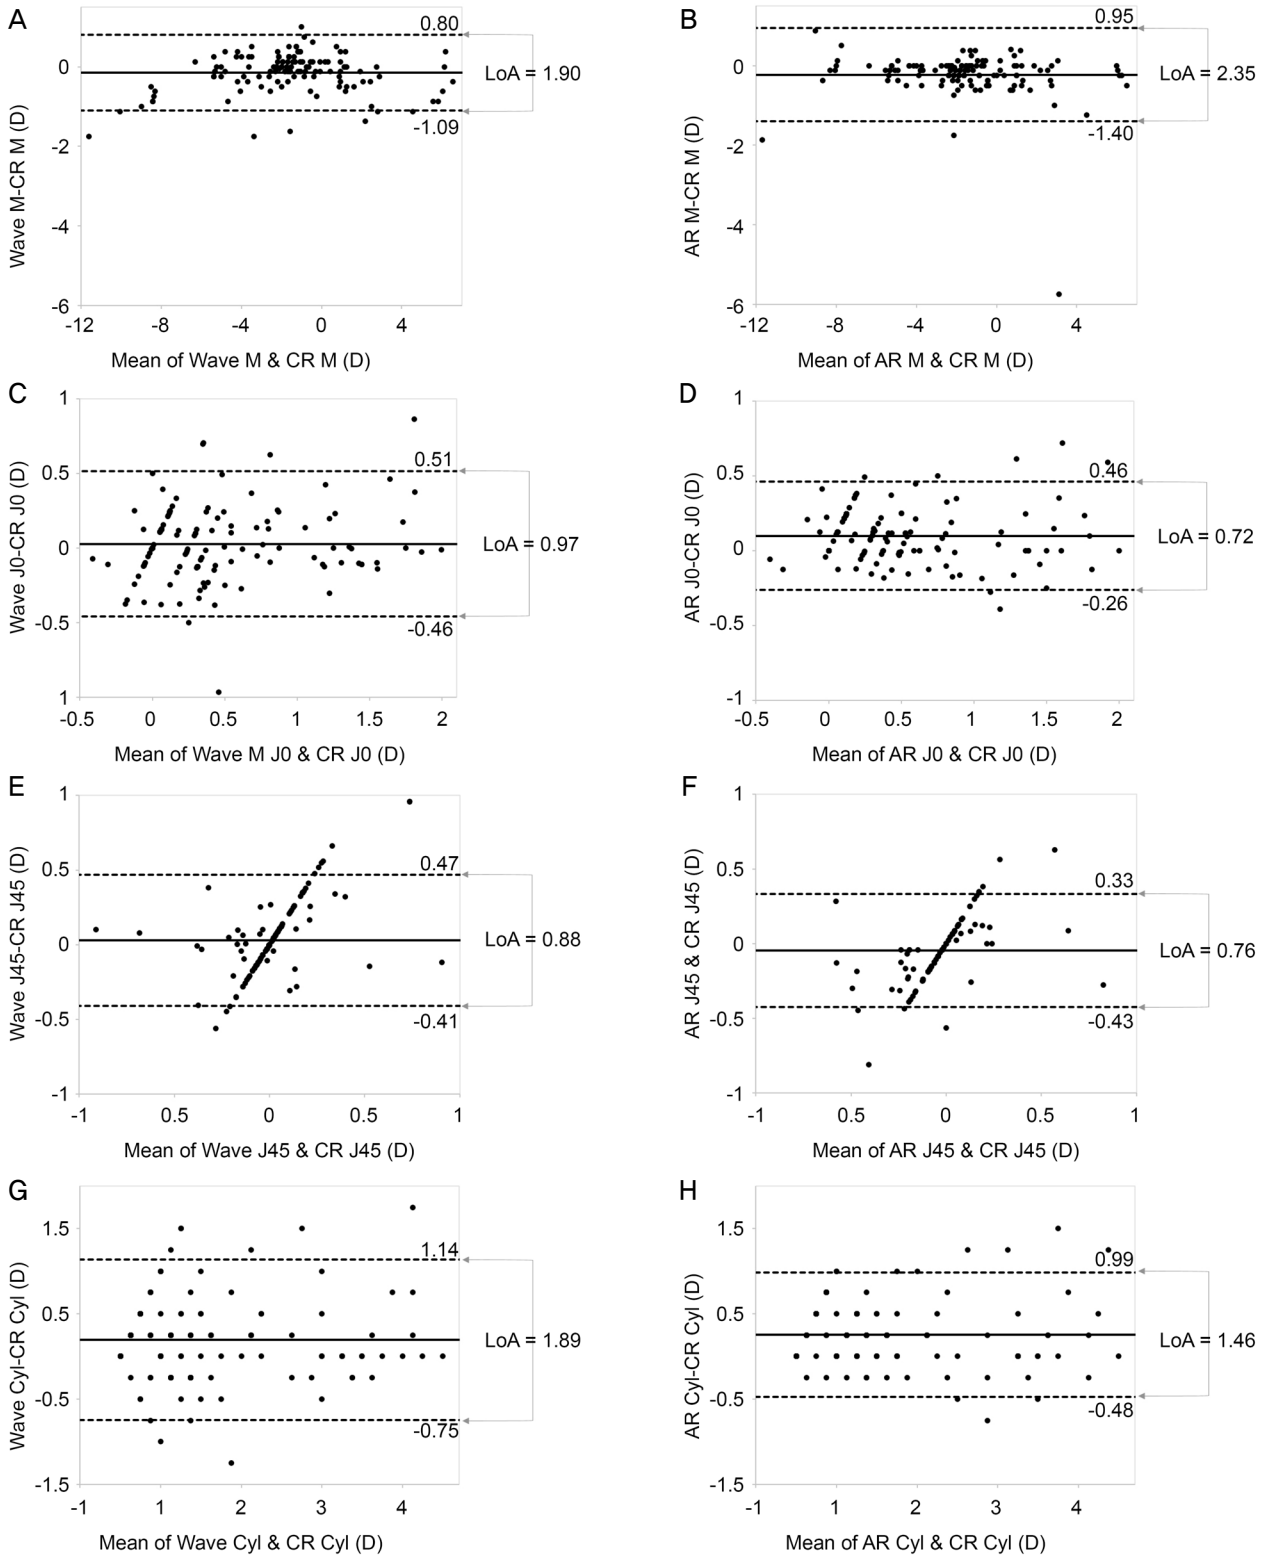 A
0.80
0
LoA = 1.90
-1.09
-2
-4
-6
Wave M-CR M (D)
-12 -8 -4 0 4
Mean of Wave M & CR M (D)
B
0.95
0
LoA = 2.35
-1.40
-2
-4
-6
AR M-CR M (D)
-12 -8 -4 0 4
Mean of AR M & CR M (D)
C
1
0.51
0.5
0
LoA = 0.97
-0.46
-0.5
1
Wave J0-CR J0 (D)
-0.5 0 0.5 1 1.5 2
Mean of Wave M J0 & CR J0 (D)
D
1
0.46
0.5
0
LoA = 0.72
-0.26
-0.5
-1
AR J0-CR J0 (D)
-0.5 0 0.5 1 1.5 2
Mean of AR J0 & CR J0 (D)
E
1
0.47
0.5
0
LoA = 0.88
-0.41
-0.5
-1
Wave J45-CR J45 (D)
-1 0.5 0 0.5 1
Mean of Wave J45 & CR J45 (D)
F
1
0.33
0.5
0
LoA = 0.76
-0.43
-0.5
-1
AR J45 & CR J45 (D)
-1 0.5 0 0.5 1
Mean of AR J45 & CR J45 (D)
G
1.5
1.14
0.5
LoA = 1.89
-0.5
-0.75
-1.5
Wave Cyl-CR Cyl (D)
-1 1 2 3 4
Mean of Wave Cyl & CR Cyl (D)
H
1.5
0.99
0.5
LoA = 1.46
-0.5
-0.48
-1.5
AR Cyl-CR Cyl (D)
-1 1 2 3 4
Mean of AR Cyl & CR Cyl (D)